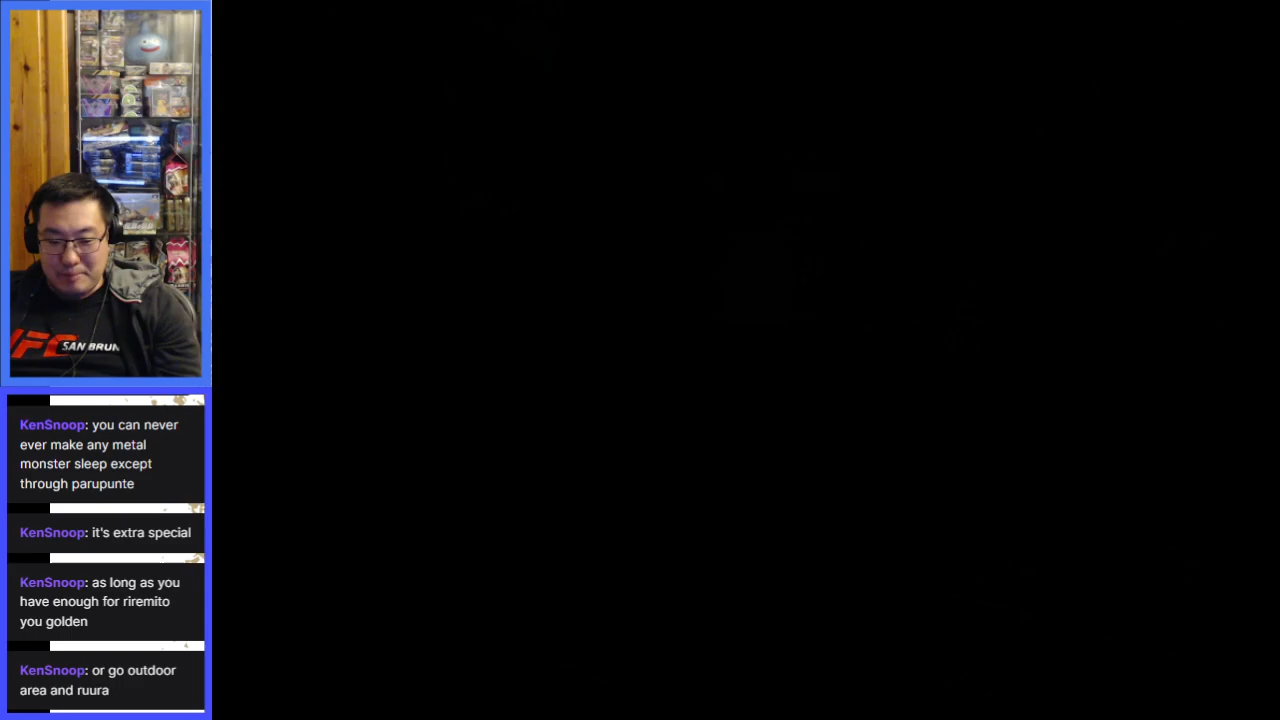 UFC
SAN BRUN
KenSnoop: you can never
ever make any metal
monster sleep except
through parupunte
KenSnoop: it's extra special
KenSnoop: as long as you
have enough for riremito
you golden
KenSnoop: or go outdoor
area and ruura